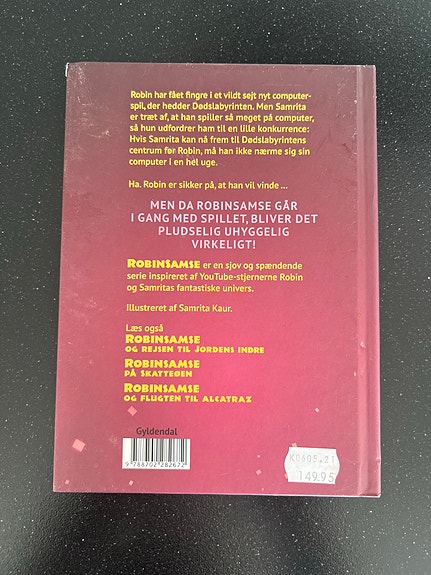 Robin har fået fingre i et vildt sejt nyt computer-
spil, der hedder Dødslabyrinten. Men Samrita
er træt af, at han spiller så meget på computer,
så hun udfordrer ham til en lille konkurrence:
Hvis Samrita kan nå frem til Dødslabyrintens
centrum før Robin, må han ikke nærme sig sin
computer i en hel uge.
Ha. Robin er sikker på, at han vil vinde ...
MEN DA ROBINSAMSE GÅR
I GANG MED SPILLET, BLIVER DET
PLUDSELIG UHYGGELIG
VIRKELIGT!
ROBINSAMSE er en sjov og spændende
serie inspireret af YouTube-stjernerne Robin
og Samritas fantastiske univers.
Illustreret af Samrita Kaur.
Læs også
ROBINSAMSE
OG REJSEN TIL JORDENS INDRE
ROBINSAMSE
PÅ SKATTEØEN
ROBINSAMSE
OG FLUGTEN TIL ALCATRAZ
Gyldendal
9 788702 282672
K0605.21
149.95